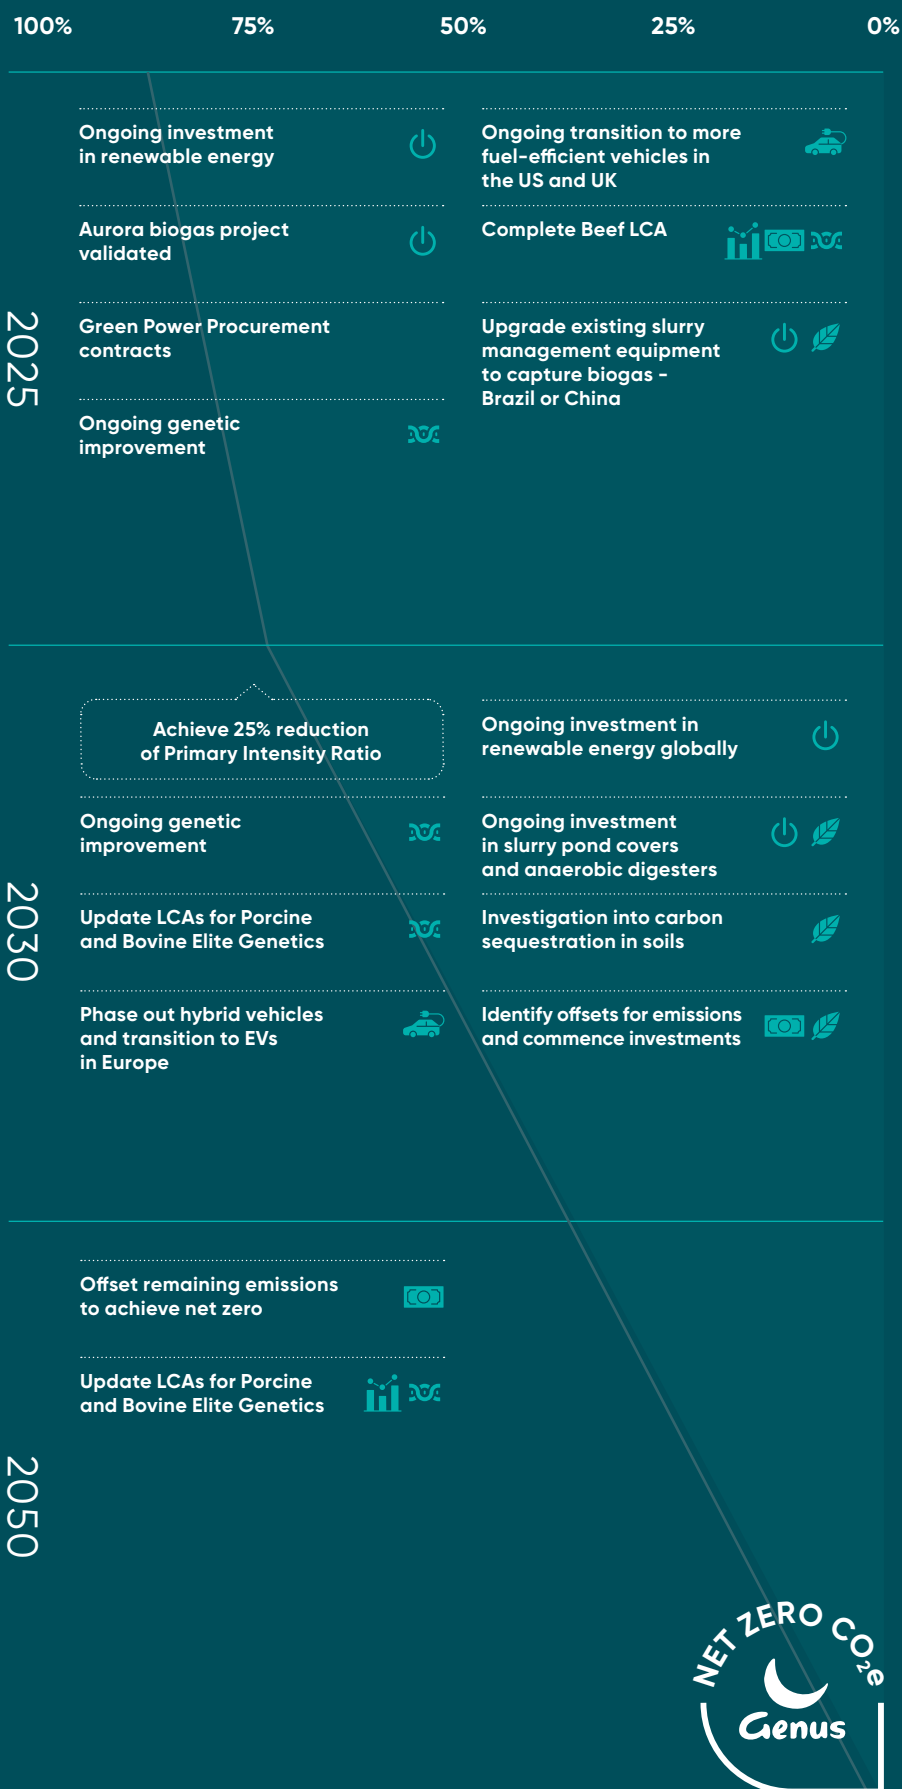 100% 75% 50% 25% 0%
2025
Ongoing investment
in renewable energy
Aurora biogas project
validated
Green Power Procurement
contracts
Ongoing genetic
improvement
Ongoing transition to more
fuel-efficient vehicles in
the US and UK
Complete Beef LCA
Upgrade existing slurry
management equipment
to capture biogas -
Brazil or China
2030
Achieve 25% reduction
of Primary Intensity Ratio
Ongoing genetic
improvement
Update LCAs for Porcine
and Bovine Elite Genetics
Phase out hybrid vehicles
and transition to EVs
in Europe
Ongoing investment in
renewable energy globally
Ongoing investment
in slurry pond covers
and anaerobic digesters
Investigation into carbon
sequestration in soils
Identify offsets for emissions
and commence investments
2050
Offset remaining emissions
to achieve net zero
Update LCAs for Porcine
and Bovine Elite Genetics
NET ZERO CO₂e
Genus